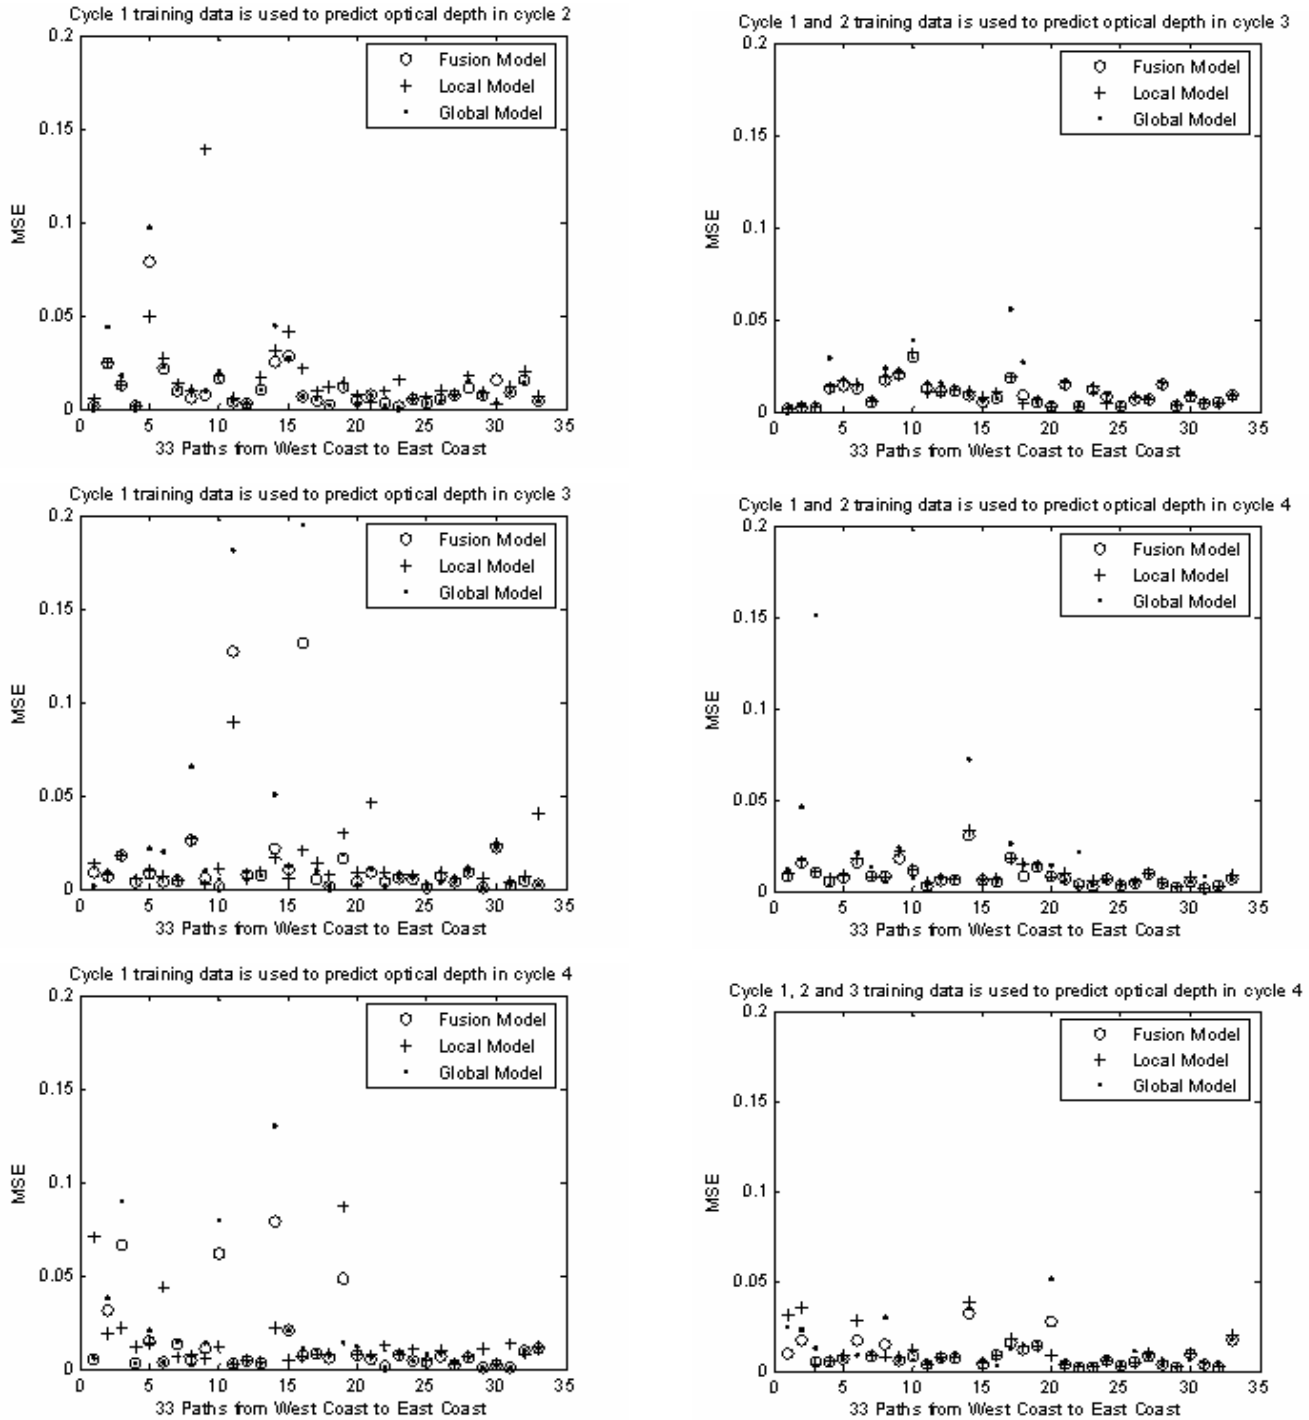 Cycle 1 training data is used to predict optical depth in cycle 2
0.2
0.15
0.1
0.05
0
MSE
Fusion Model
Local Model
Global Model
0 5 10 15 20 25 30 35
33 Paths from West Coast to East Coast
Cycle 1 and 2 training data is used to predict optical depth in cycle 3
0.2
0.15
0.1
0.05
0
MSE
Fusion Model
Local Model
Global Model
0 5 10 15 20 25 30 35
33 Paths from West Coast to East Coast
Cycle 1 training data is used to predict optical depth in cycle 3
0.2
0.15
0.1
0.05
0
MSE
Fusion Model
Local Model
Global Model
0 5 10 15 20 25 30 35
33 Paths from West Coast to East Coast
Cycle 1 and 2 training data is used to predict optical depth in cycle 4
0.2
0.15
0.1
0.05
0
MSE
Fusion Model
Local Model
Global Model
0 5 10 15 20 25 30 35
33 Paths from West Coast to East Coast
Cycle 1 training data is used to predict optical depth in cycle 4
0.2
0.15
0.1
0.05
0
MSE
Fusion Model
Local Model
Global Model
0 5 10 15 20 25 30 35
33 Paths from West Coast to East Coast
Cycle 1, 2 and 3 training data is used to predict optical depth in cycle 4
0.2
0.15
0.1
0.05
0
MSE
Fusion Model
Local Model
Global Model
0 5 10 15 20 25 30 35
33 Paths from West Coast to East Coast